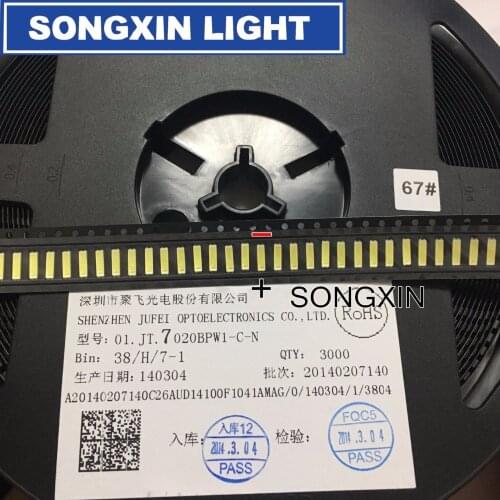 SONGXIN LIGHT
67#
+ SONGXIN
深圳市聚飞光电股份有限公司
SHENZHEN JUFEI OPTOELECTRONICS CO.,LTD.
RoHS
型号: 01.JT.7020BPW1-C-N
Bin: 38/H/7-1 QTY: 3000
生产日期: 140304 批次: 20140207140
A20140207140C26AUD14100F1041AMAG/0/140304/1/3804
入库: 入库12 2014.3.04 PASS
检验: FQC5 2014.3.04 PASS